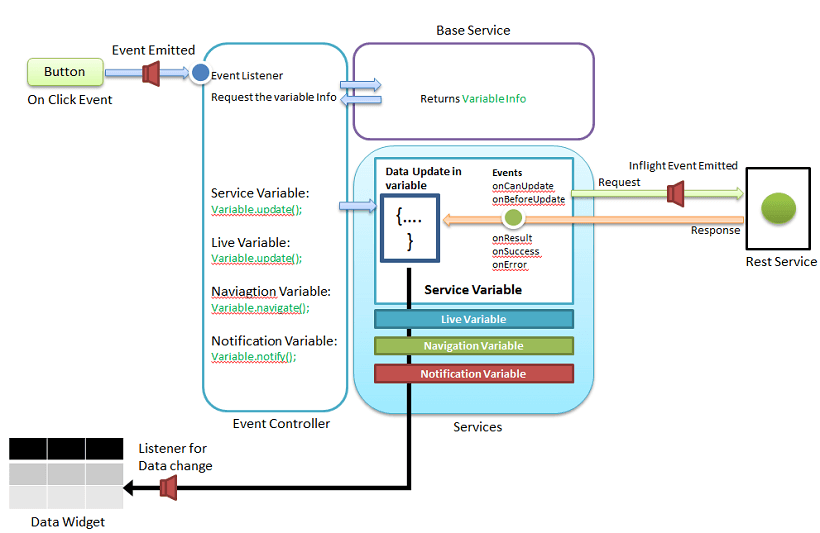 Base Service
Event Emitted
Button
On Click Event
Event Listener
Request the variable Info
Returns Variable Info
Service Variable:
Variable.update();
Live Variable:
Variable.update();
Naviagtion Variable:
Variable.navigate();
Notification Variable:
Variable.notify();
Event Controller
Data Update in
variable
{....
}
Events
onCanUpdate
onBeforeUpdate
onResult
onSuccess
onError
Service Variable
Live Variable
Navigation Variable
Notification Variable
Services
Inflight Event Emitted
Request
Response
Rest Service
Listener for
Data change
Data Widget